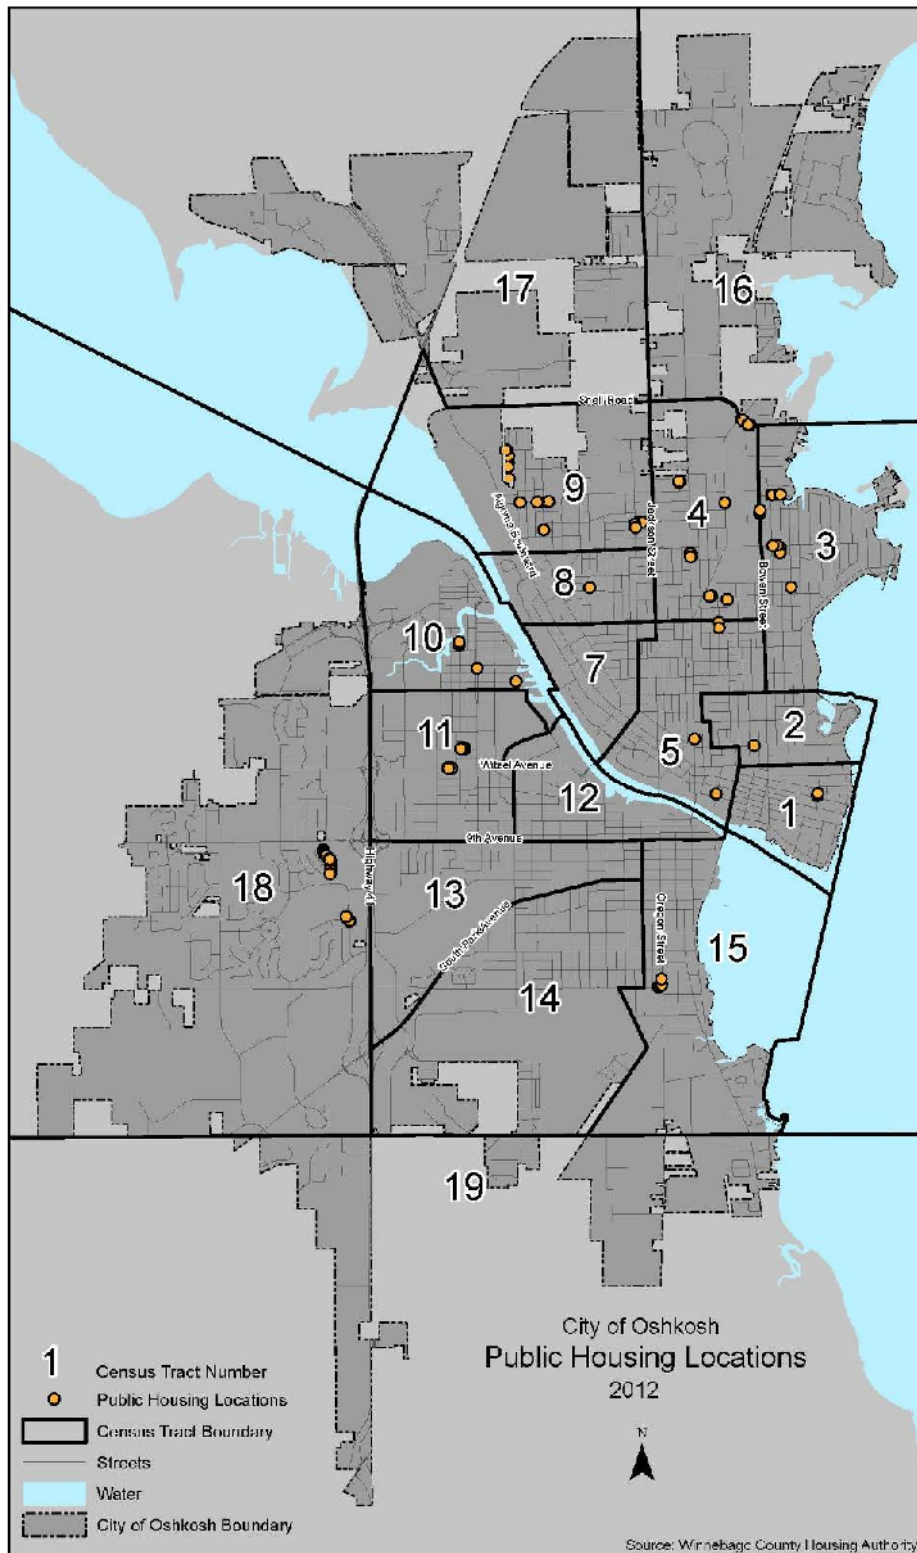 17
16
Snell Road
9
Jackson Street
4
Algoma Boulevard
3
8
Bowen Street
10
7
2
11
5
Witzel Avenue
12
1
9th Avenue
18
Highway 41
13
Oregon Street
South Park Avenue
15
14
19
City of Oshkosh
Public Housing Locations
2012
N
1
Census Tract Number
Public Housing Locations
Census Tract Boundary
Streets
Water
City of Oshkosh Boundary
Source: Winnebago County Housing Authority